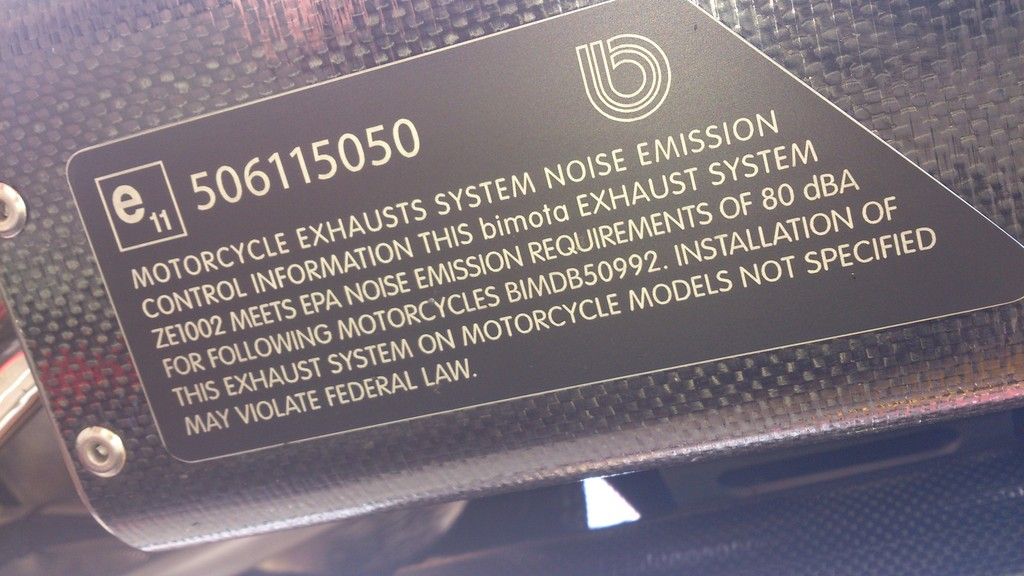 b
e11 506115050
MOTORCYCLE EXHAUSTS SYSTEM NOISE EMISSION
CONTROL INFORMATION THIS bimota EXHAUST SYSTEM
ZE1002 MEETS EPA NOISE EMISSION REQUIREMENTS OF 80 dBA
FOR FOLLOWING MOTORCYCLES BIMDB50992. INSTALLATION OF
THIS EXHAUST SYSTEM ON MOTORCYCLE MODELS NOT SPECIFIED
MAY VIOLATE FEDERAL LAW.